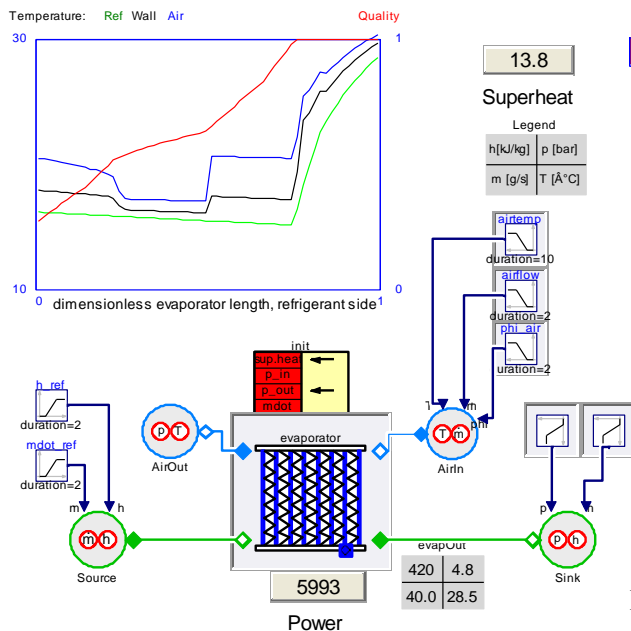 Temperature: Ref Wall Air Quality
30
1
10
0
0
dimensionless evaporator length, refrigerant side
1
13.8
Superheat
Legend
h[kJ/kg] p [bar]
m [g/s] T [Â°C]
airtemp
duration=10
airflow
duration=2
phi_air
uration=2
init
sup.heat
p_in
p_out
mdot
h_ref
duration=2
mdot_ref
duration=2
p T
AirOut
evaporator
T m
phi
AirIn
m h
ṁ h
Source
p h
p h
Sink
evapOut
420 4.8
40.0 28.5
5993
Power